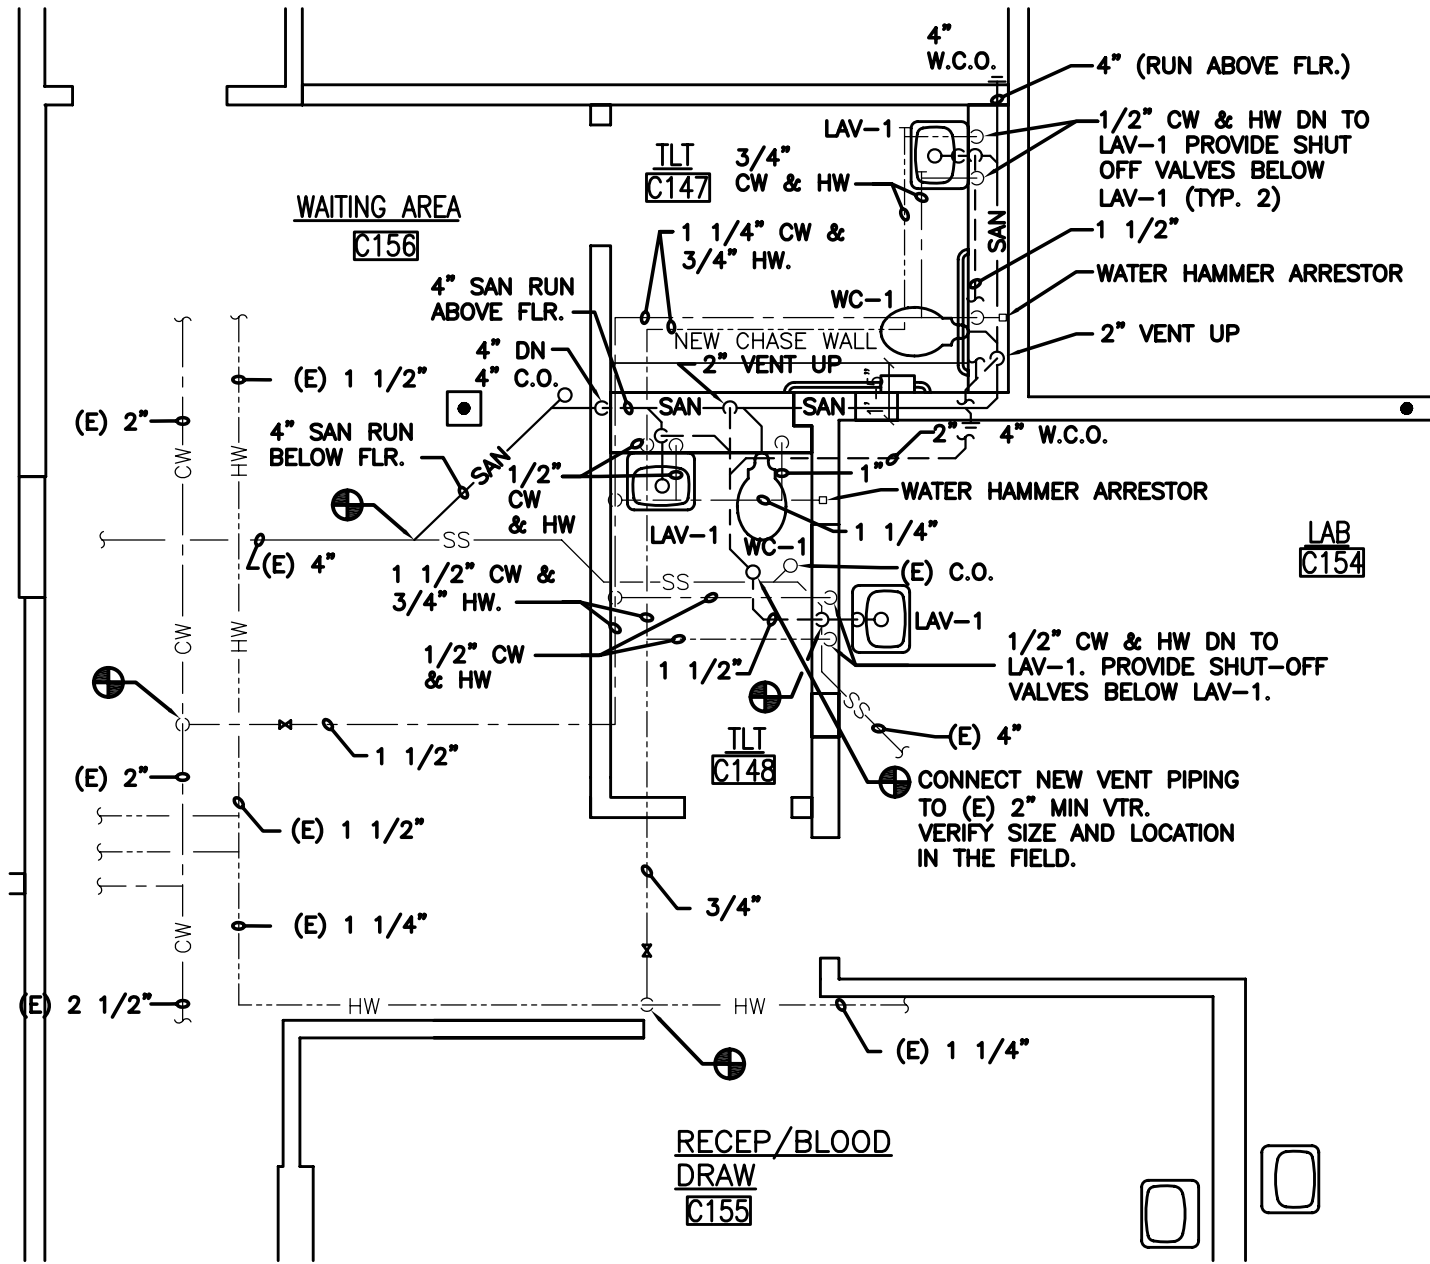 4"
W.C.O.
4" (RUN ABOVE FLR.)
LAV-1
1/2" CW & HW DN TO
LAV-1 PROVIDE SHUT
OFF VALVES BELOW
LAV-1 (TYP. 2)
TLT
C147
3/4"
CW & HW
WAITING AREA
C156
SAN
1 1/2"
1 1/4" CW &
3/4" HW.
WATER HAMMER ARRESTOR
4" SAN RUN
ABOVE FLR.
WC-1
NEW CHASE WALL
2" VENT UP
4" DN
4" C.O.
2" VENT UP
(E) 1 1/2"
(E) 2"
SAN
SAN
4" SAN RUN
BELOW FLR.
SAN
CW
HW
2"
4" W.C.O.
1/2"
CW
& HW
1"
WATER HAMMER ARRESTOR
LAV-1
WC-1
1 1/4"
LAB
C154
SS
(E) 4"
1 1/2" CW &
3/4" HW.
SS
(E) C.O.
CW
HW
LAV-1
1/2" CW
& HW
1 1/2"
1/2" CW & HW DN TO
LAV-1. PROVIDE SHUT-OFF
VALVES BELOW LAV-1.
SS
(E) 4"
1 1/2"
TLT
C148
(E) 2"
CONNECT NEW VENT PIPING
TO (E) 2" MIN VTR.
VERIFY SIZE AND LOCATION
IN THE FIELD.
(E) 1 1/2"
3/4"
(E) 1 1/4"
CW
(E) 2 1/2"
HW
HW
(E) 1 1/4"
RECEP/BLOOD
DRAW
C155